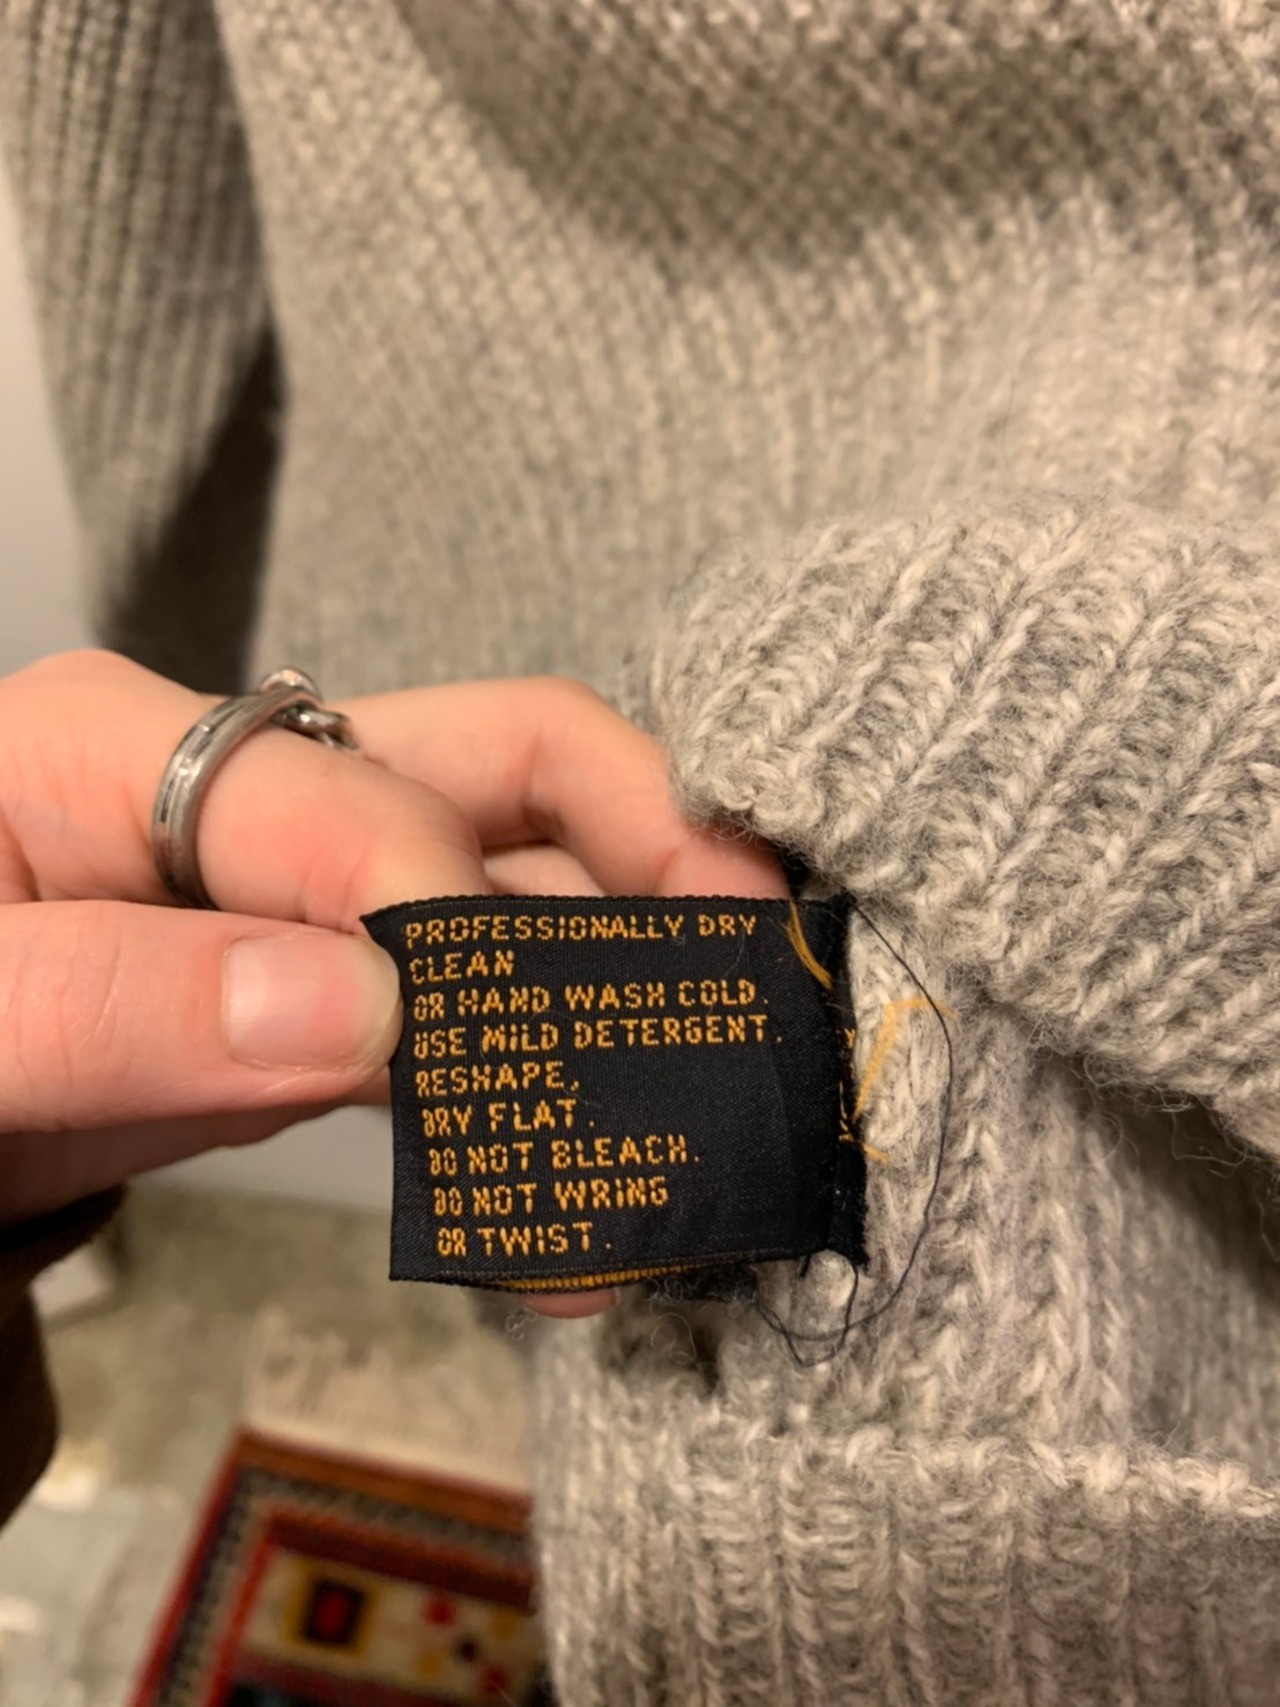 PROFESSIONALLY DRY
CLEAN
OR HAND WASH COLD.
USE MILD DETERGENT.
RESHAPE.
DRY FLAT.
DO NOT BLEACH.
DO NOT WRING
OR TWIST.